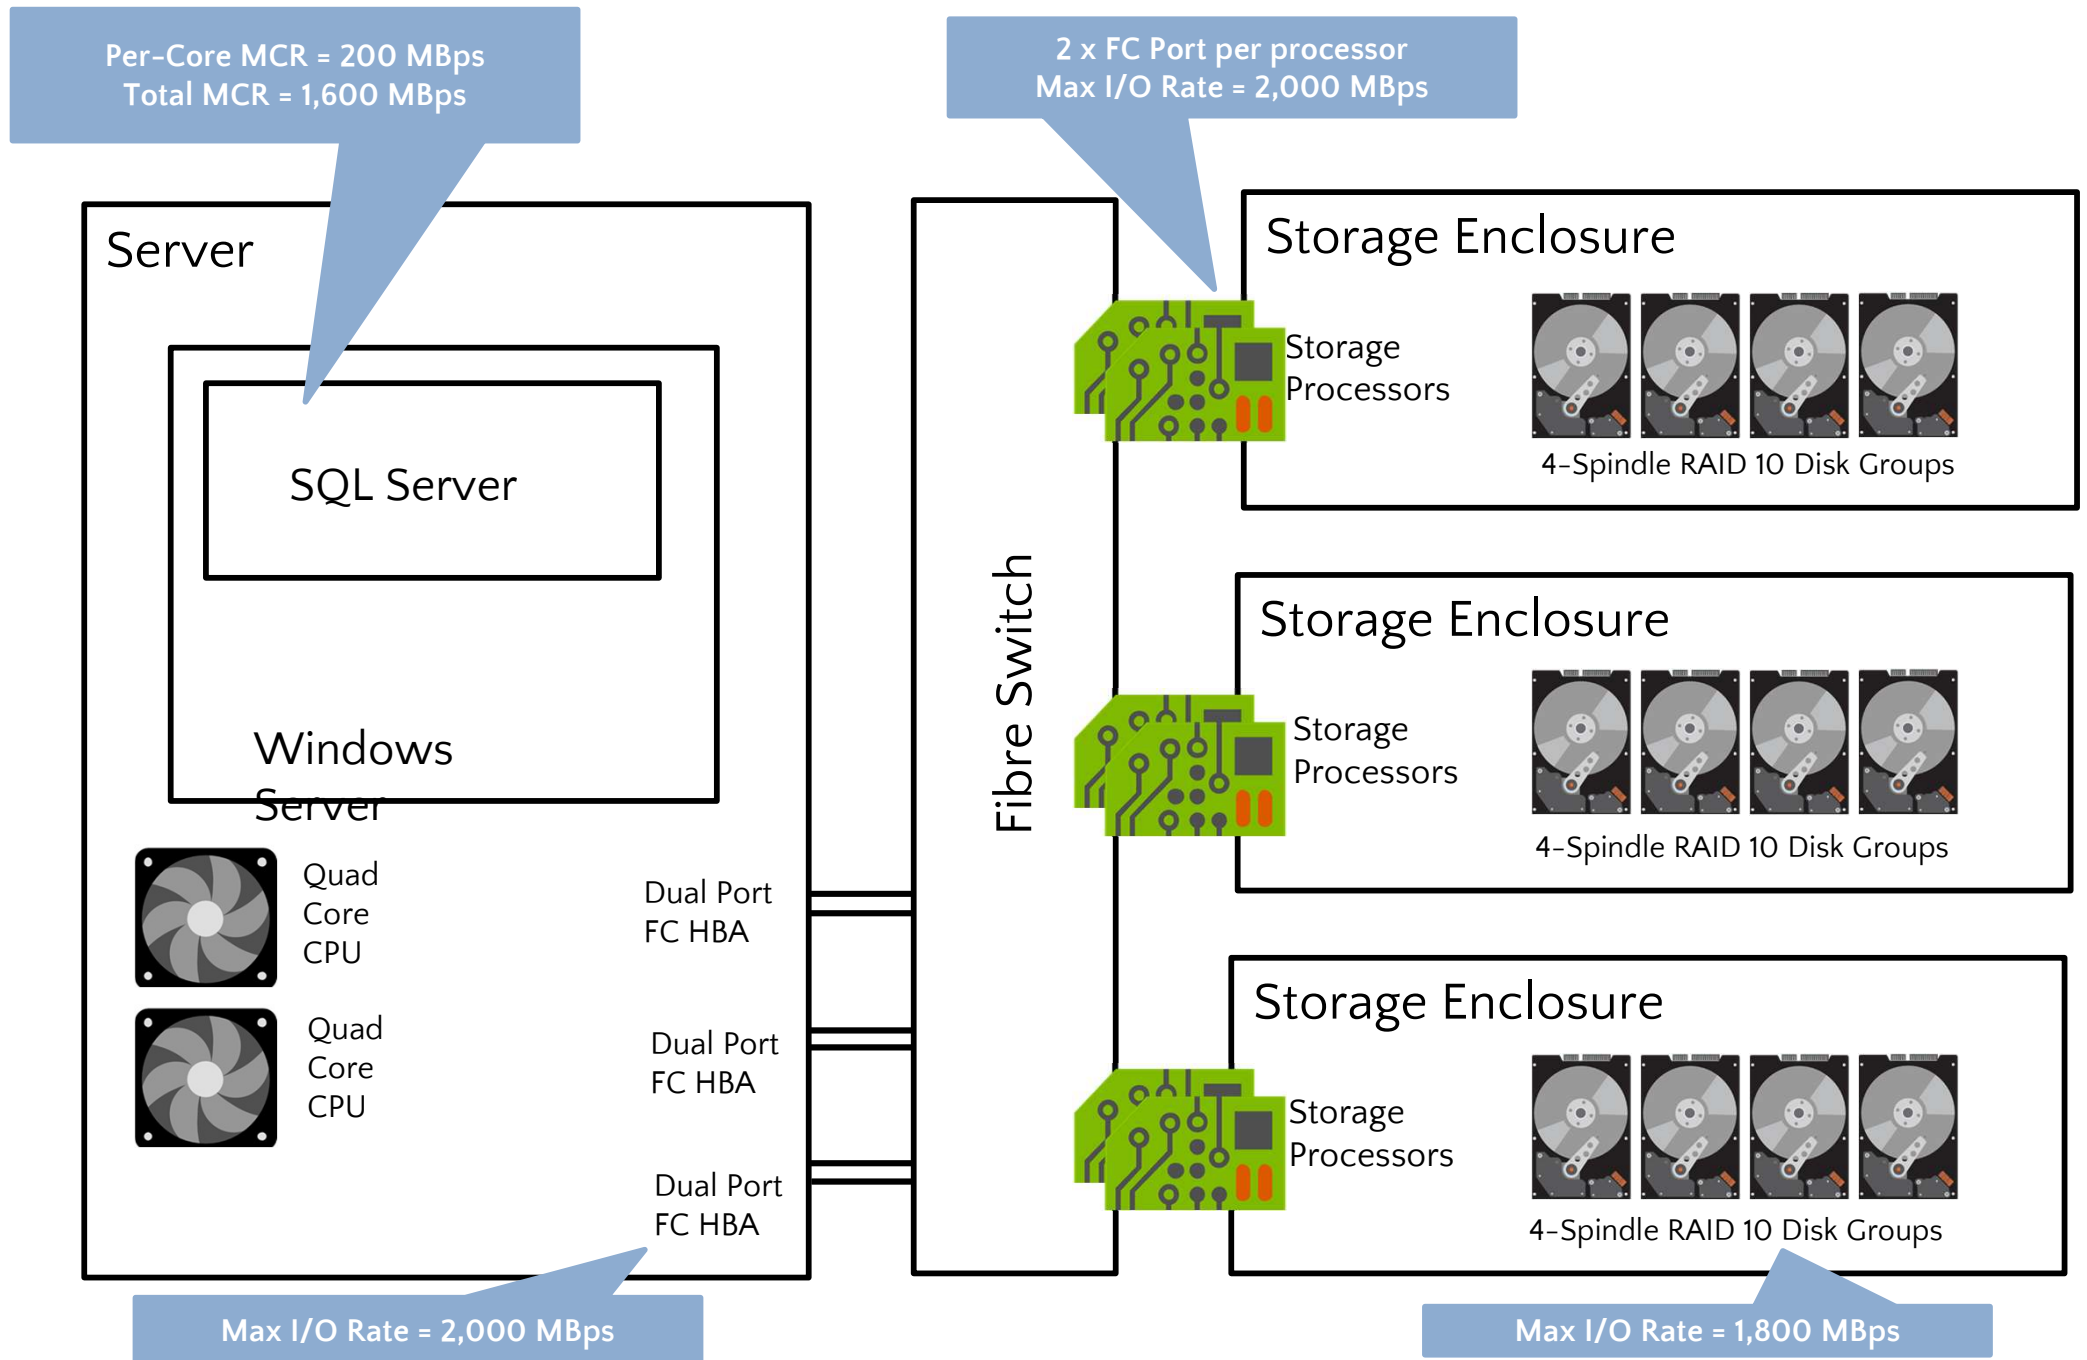 Per-Core MCR = 200 MBps
Total MCR = 1,600 MBps
2 x FC Port per processor
Max I/O Rate = 2,000 MBps
Server
SQL Server
Windows
Server
Quad
Core
CPU
Quad
Core
CPU
Dual Port
FC HBA
Dual Port
FC HBA
Dual Port
FC HBA
Max I/O Rate = 2,000 MBps
Fibre Switch
Storage Enclosure
Storage
Processors
4-Spindle RAID 10 Disk Groups
Storage Enclosure
Storage
Processors
4-Spindle RAID 10 Disk Groups
Storage Enclosure
Storage
Processors
4-Spindle RAID 10 Disk Groups
Max I/O Rate = 1,800 MBps